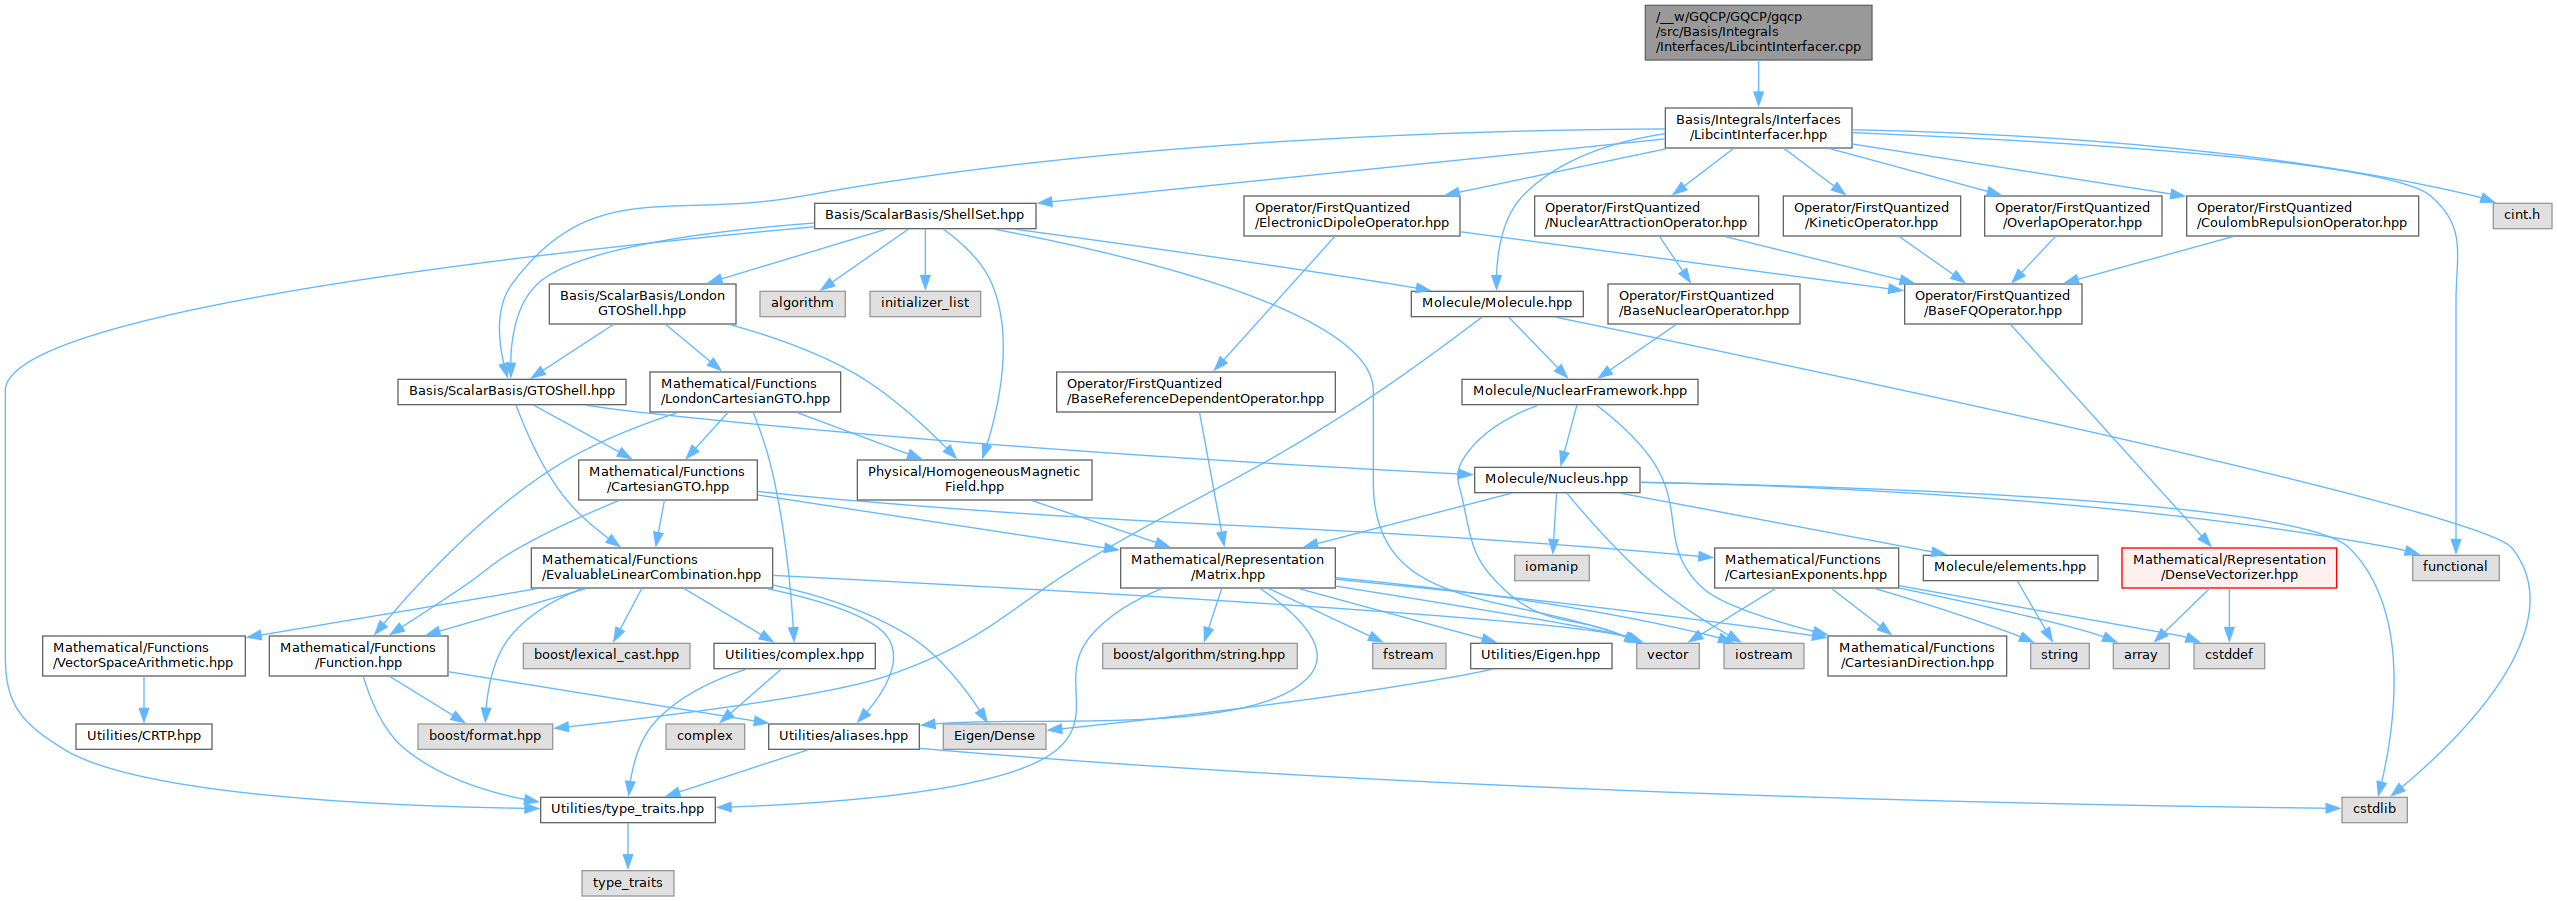 /__w/GQCP/GQCP/gqcp
/src/Basis/Integrals
/Interfaces/LibcintInterfacer.cpp
Basis/Integrals/Interfaces
/LibcintInterfacer.hpp
Basis/ScalarBasis/ShellSet.hpp
Operator/FirstQuantized
/ElectronicDipoleOperator.hpp
Operator/FirstQuantized
/NuclearAttractionOperator.hpp
Operator/FirstQuantized
/KineticOperator.hpp
Operator/FirstQuantized
/OverlapOperator.hpp
Operator/FirstQuantized
/CoulombRepulsionOperator.hpp
cint.h
Basis/ScalarBasis/London
GTOShell.hpp
algorithm
initializer_list
Molecule/Molecule.hpp
Operator/FirstQuantized
/BaseNuclearOperator.hpp
Operator/FirstQuantized
/BaseFQOperator.hpp
Basis/ScalarBasis/GTOShell.hpp
Mathematical/Functions
/LondonCartesianGTO.hpp
Operator/FirstQuantized
/BaseReferenceDependentOperator.hpp
Molecule/NuclearFramework.hpp
Mathematical/Functions
/CartesianGTO.hpp
Physical/HomogeneousMagnetic
Field.hpp
Molecule/Nucleus.hpp
Mathematical/Functions
/EvaluableLinearCombination.hpp
Mathematical/Representation
/Matrix.hpp
iomanip
Mathematical/Functions
/CartesianExponents.hpp
Molecule/elements.hpp
Mathematical/Representation
/DenseVectorizer.hpp
functional
Mathematical/Functions
/VectorSpaceArithmetic.hpp
Mathematical/Functions
/Function.hpp
boost/lexical_cast.hpp
Utilities/complex.hpp
boost/algorithm/string.hpp
fstream
Utilities/Eigen.hpp
vector
iostream
Mathematical/Functions
/CartesianDirection.hpp
string
array
cstddef
Utilities/CRTP.hpp
boost/format.hpp
complex
Utilities/aliases.hpp
Eigen/Dense
Utilities/type_traits.hpp
cstdlib
type_traits